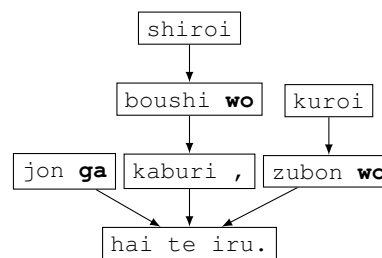 shiroi
boushi wo
kuroi
jon ga
kaburi ,
zubon wo
hai te iru.